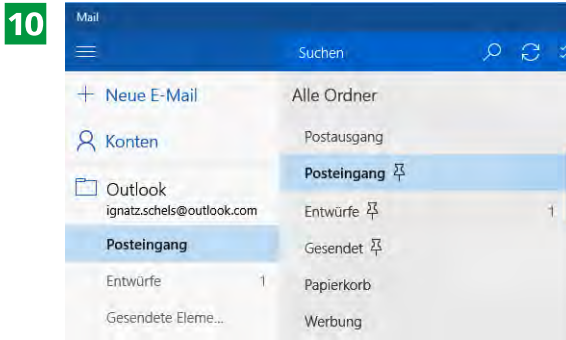 10
Mail
Suchen
Neue E-Mail
Konten
Outlook
ignatz.schels@outlook.com
Posteingang
Entwürfe 1
Gesendete Eleme...
Alle Ordner
Postausgang
Posteingang
Entwürfe 1
Gesendet
Papierkorb
Werbung